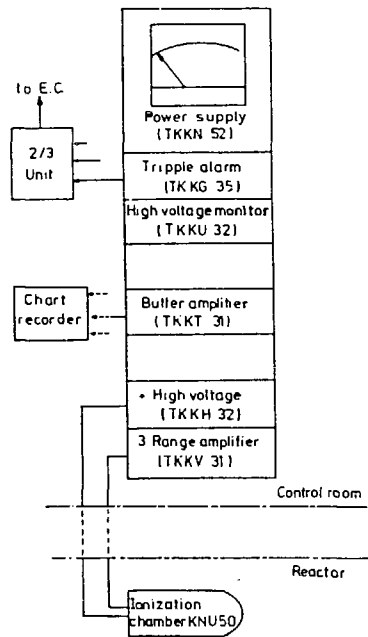 to E.C.
Power supply
(TKKN 52)
2/3
Unit
Tripple alarm
(TKKG 35)
High voltage monitor
(TKKU 32)
Chart
recorder
Butler amplifier
(TKKT 31)
+ High voltage
(TKKH 32)
3 Range amplifier
(TKKV 31)
Control room
Reactor
Ionization
chamber KNU50